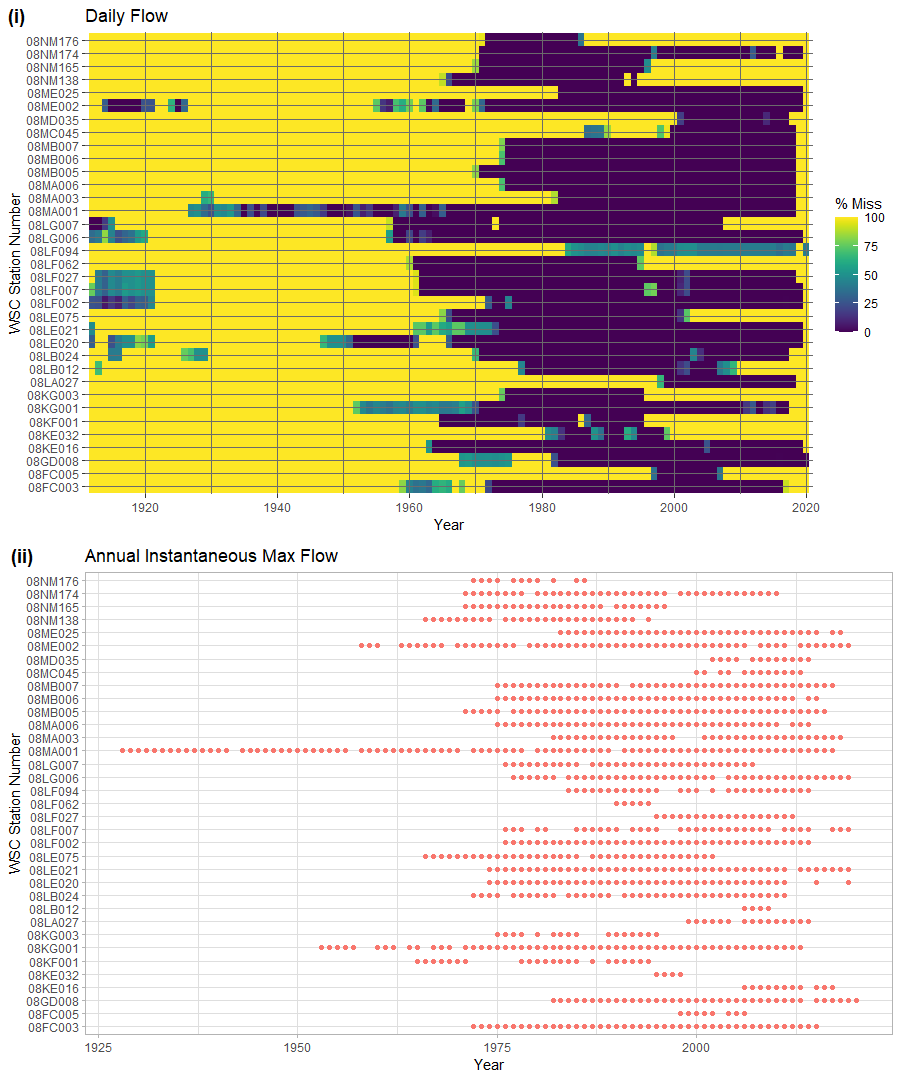 (i) Daily Flow
WSC Station Number
08NM176
08NM174
08NM165
08NM138
08ME025
08ME002
08MD035
08MC045
08MB007
08MB006
08MB005
08MA006
08MA003
08MA001
08LG007
08LG006
08LF094
08LF062
08LF027
08LF007
08LF002
08LE075
08LE021
08LE020
08LB024
08LB012
08LA027
08KG003
08KG001
08KF001
08KE032
08KE016
08GD008
08FC005
08FC003
1920 1940 1960 1980 2000 2020
Year
% Miss
100
75
50
25
0
(ii) Annual Instantaneous Max Flow
WSC Station Number
08NM176
08NM174
08NM165
08NM138
08ME025
08ME002
08MD035
08MC045
08MB007
08MB006
08MB005
08MA006
08MA003
08MA001
08LG007
08LG006
08LF094
08LF062
08LF027
08LF007
08LF002
08LE075
08LE021
08LE020
08LB024
08LB012
08LA027
08KG003
08KG001
08KF001
08KE032
08KE016
08GD008
08FC005
08FC003
1925 1950 1975 2000
Year